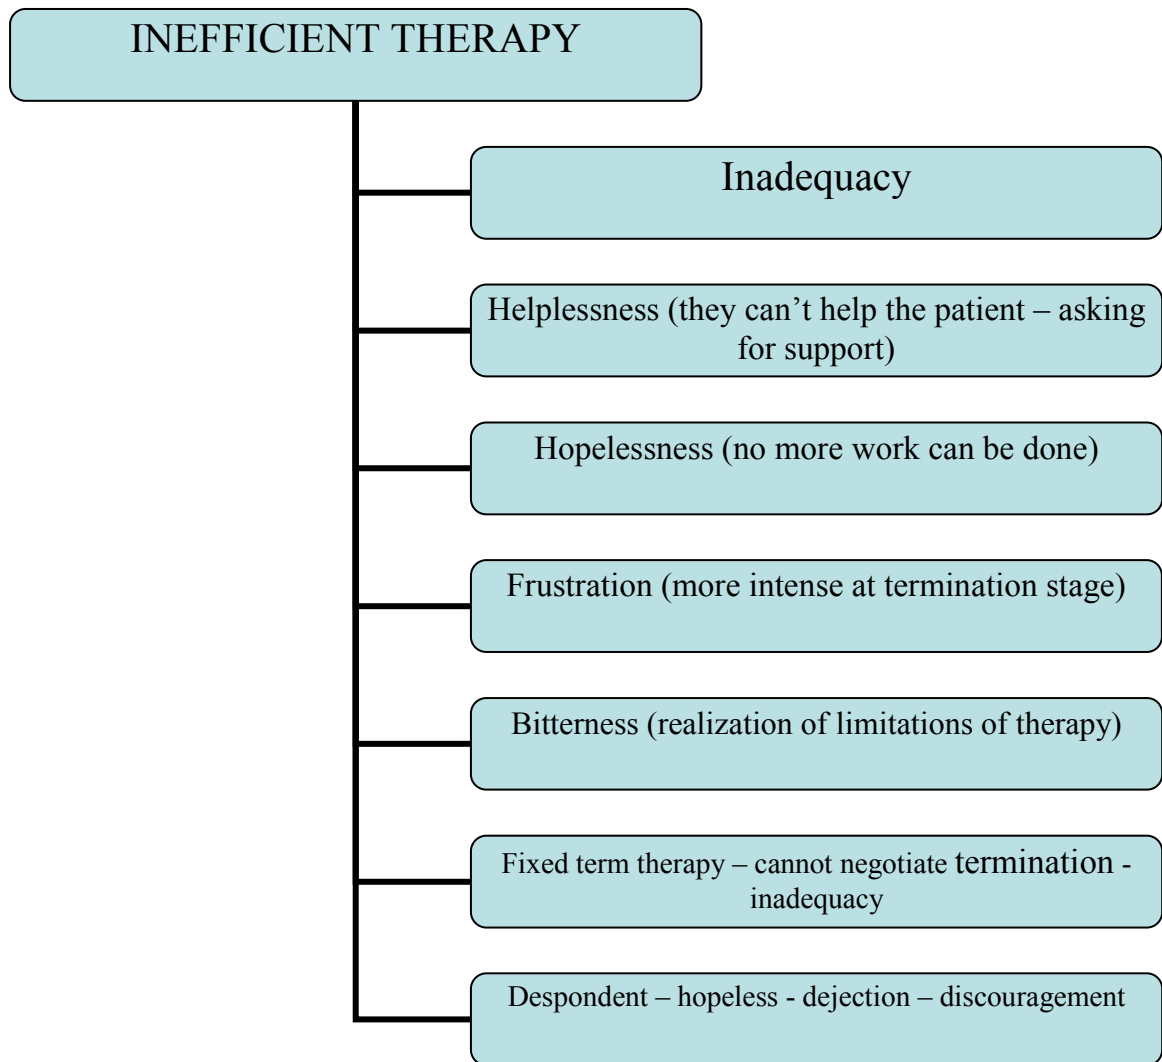 INEFFICIENT THERAPY
Inadequacy
Helplessness (they can’t help the patient – asking
for support)
Hopelessness (no more work can be done)
Frustration (more intense at termination stage)
Bitterness (realization of limitations of therapy)
Fixed term therapy – cannot negotiate termination -
inadequacy
Despondent – hopeless - dejection – discouragement